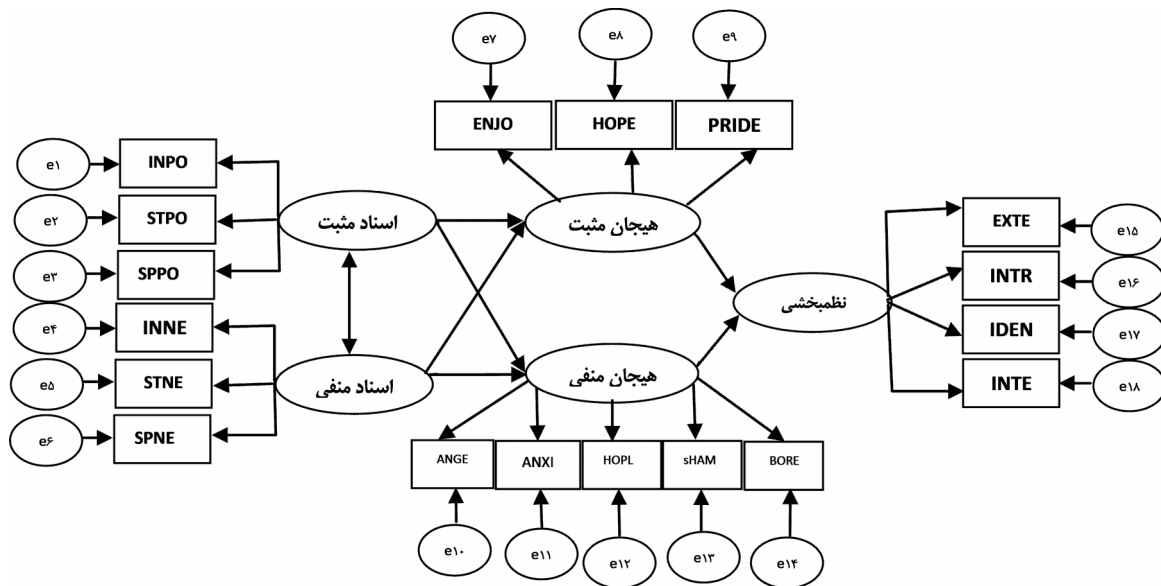 e۷
e۸
e۹
ENJO
HOPE
PRIDE
e۱
INPO
e۲
STPO
اسناد مثبت
هیجان مثبت
e۳
SPPO
EXTE
e۱۵
INTR
e۱۶
نظمبخشی
e۴
INNE
IDEN
e۱۷
e۵
STNE
اسناد منفی
هیجان منفی
INTE
e۱۸
e۶
SPNE
ANGE
ANXI
HOPL
sHAM
BORE
e۱۰
e۱۱
e۱۲
e۱۳
e۱۴